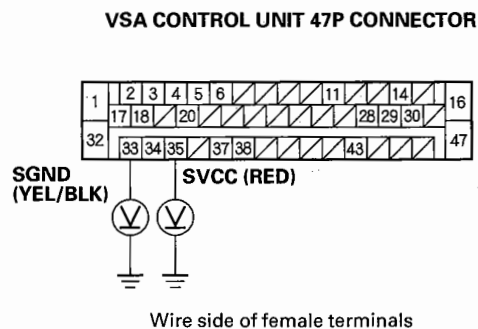 VSA CONTROL UNIT 47P CONNECTOR
1 2 3 4 5 6 11 14 16
17 18 20 28 29 30
32 33 34 35 37 38 43 47
SGND
(YEL/BLK)
SVCC (RED)
V V
Wire side of female terminals